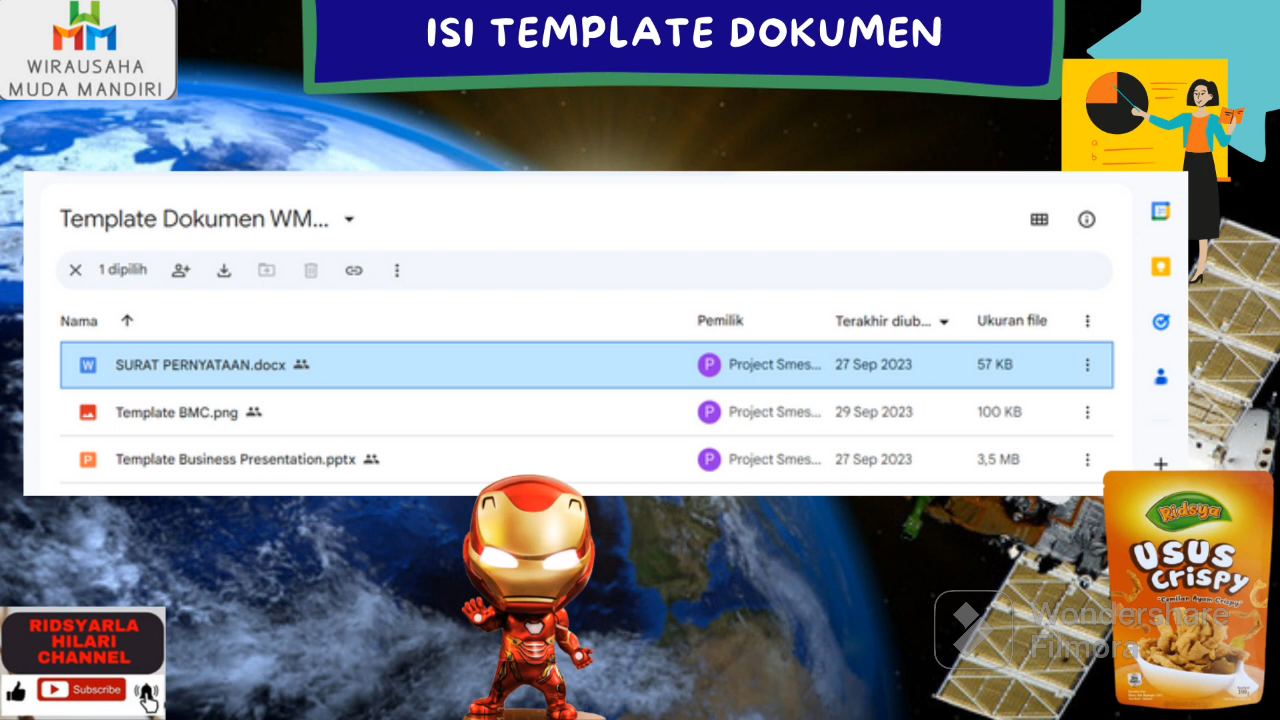 ISI TEMPLATE DOKUMEN
WIRAUSAHA
MUDA MANDIRI
a
b
Template Dokumen WM...
1 dipilih
Nama
Pemilik
Terakhir diub...
Ukuran file
W SURAT PERNYATAAN.docx P Project Smes... 27 Sep 2023 57 KB
Template BMC.png P Project Smes... 29 Sep 2023 100 KB
P Template Business Presentation.pptx P Project Smes... 27 Sep 2023 3,5 MB
Ridsya
USUS
Crispy
"Camilan Ayam Crispy"
Wondershare
Filmora
RIDSYARLA
HILARI
CHANNEL
Subscribe